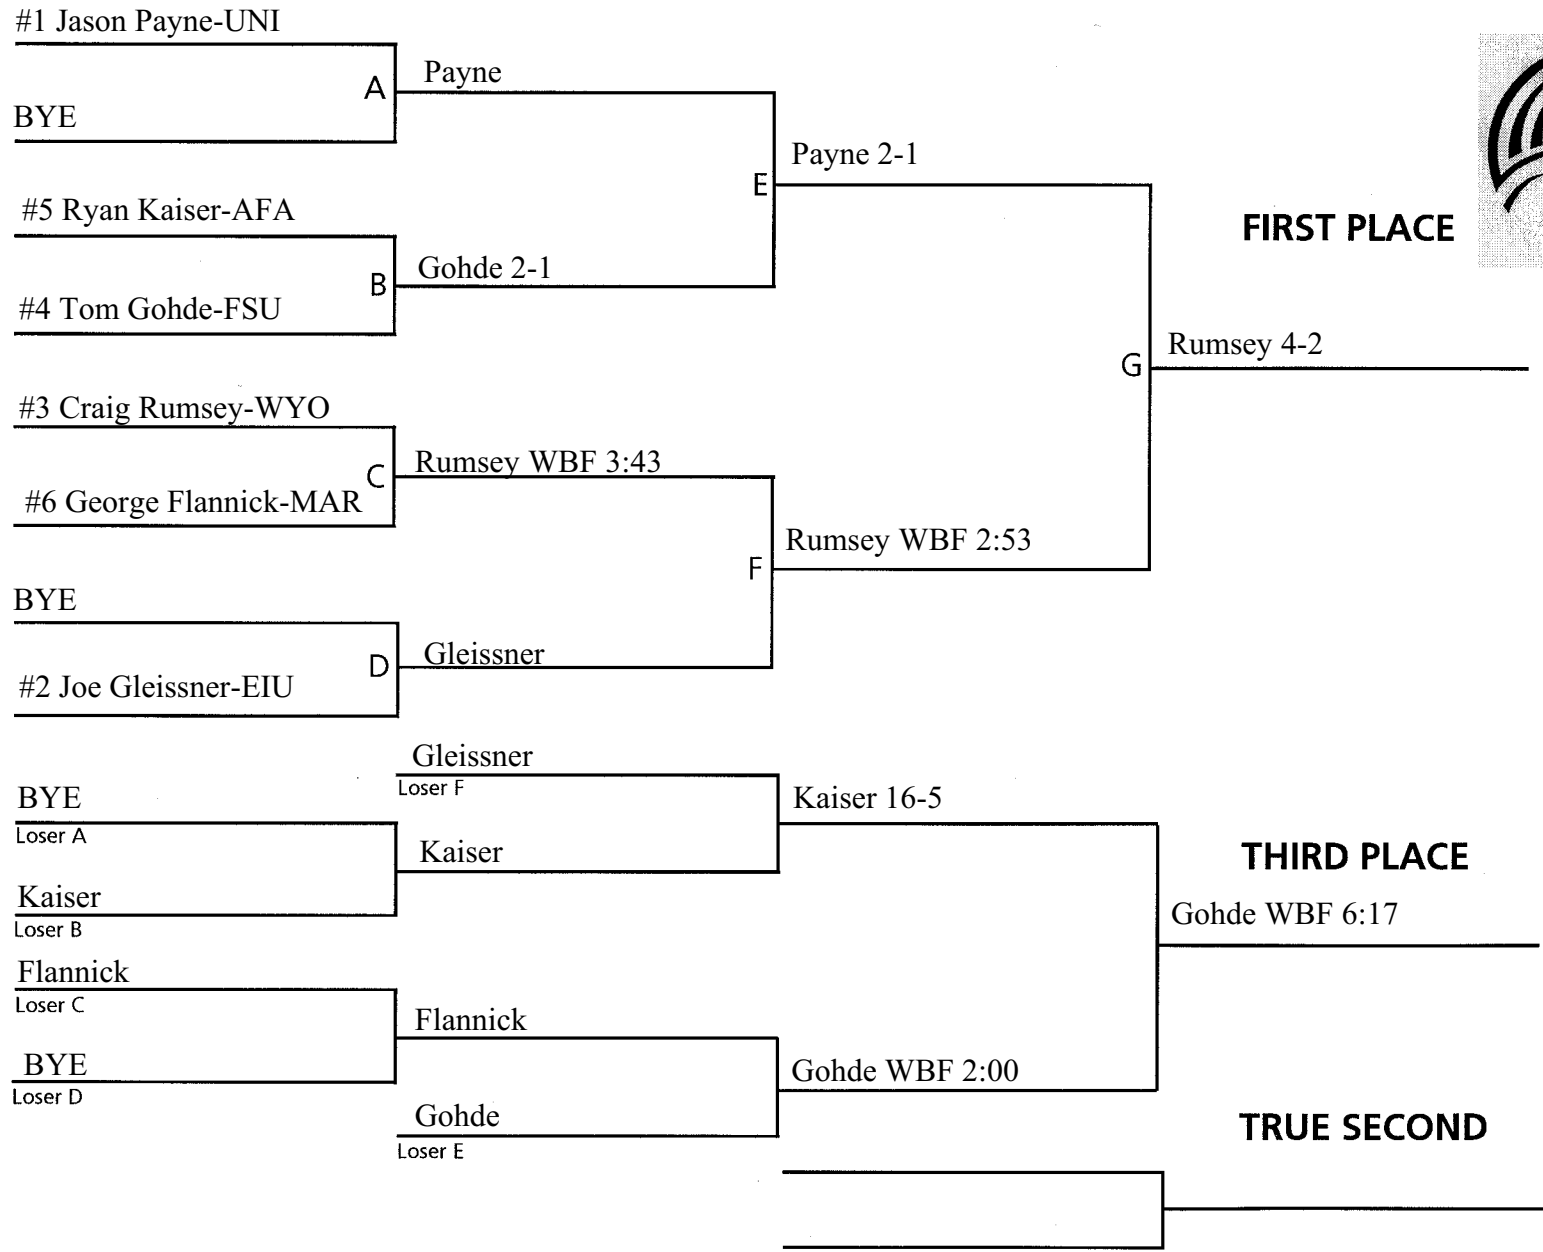 #1 Jason Payne-UNI
A
Payne
BYE
E
Payne 2-1
#5 Ryan Kaiser-AFA
B
Gohde 2-1
#4 Tom Gohde-FSU
FIRST PLACE
G
Rumsey 4-2
#3 Craig Rumsey-WYO
C
Rumsey WBF 3:43
#6 George Flannick-MAR
F
Rumsey WBF 2:53
BYE
D
Gleissner
#2 Joe Gleissner-EIU
Gleissner
Loser F
BYE
Loser A
Kaiser 16-5
Kaiser
Kaiser
Loser B
THIRD PLACE
Gohde WBF 6:17
Flannick
Loser C
Flannick
BYE
Loser D
Gohde WBF 2:00
Gohde
Loser E
TRUE SECOND